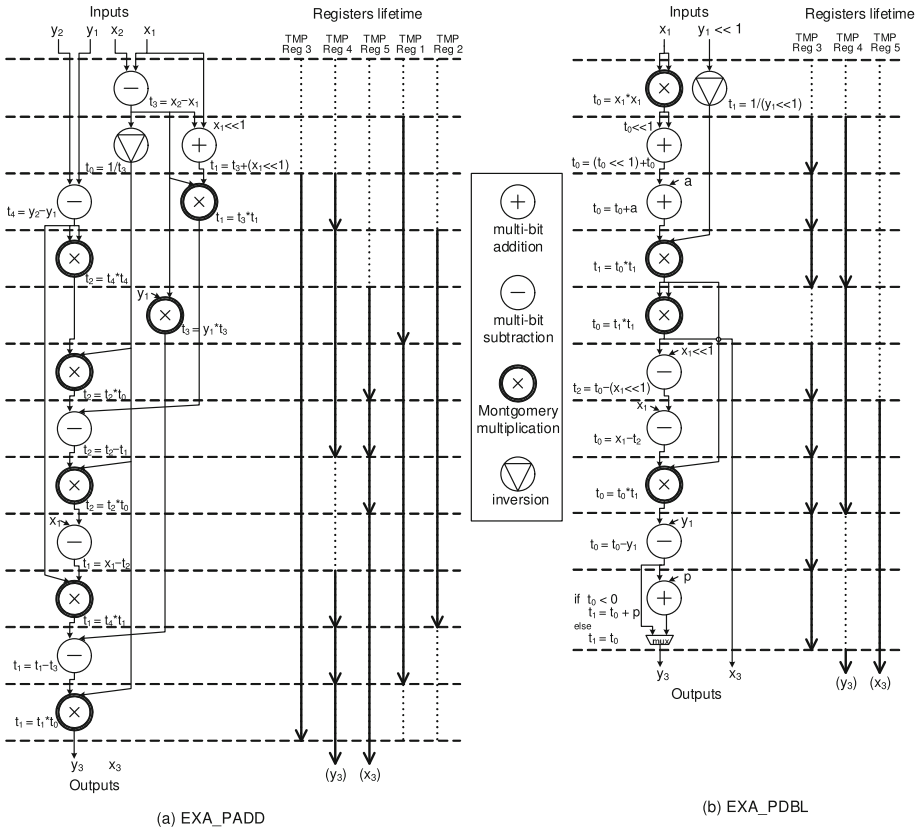 Inputs
y₂ y₁ x₂ x₁
Registers lifetime
TMP Reg 3
TMP Reg 4
TMP Reg 5
TMP Reg 1
TMP Reg 2
t₃ = x₂−x₁
x₁<<1
t₀ = 1/t₃
t₁ = t₃+(x₁<<1)
t₄ = y₂−y₁
t₁ = t₃*t₁
t₂ = t₄*t₄
y₁
t₃ = y₁*t₃
t₂ = t₂*t₀
t₂ = t₂−t₁
t₂ = t₂*t₀
x₁
t₁ = x₁−t₂
t₁ = t₄*t₁
t₁ = t₁−t₃
t₁ = t₁*t₀
y₃ x₃
Outputs
(y₃) (x₃)
(a) EXA_PADD
multi-bit
addition
multi-bit
subtraction
Montgomery
multiplication
inversion
Inputs
x₁ y₁ << 1
Registers lifetime
TMP Reg 3
TMP Reg 4
TMP Reg 5
t₀ = x₁*x₁
t₁ = 1/(y₁<<1)
t₀<<1
t₀ = (t₀ << 1)+t₀
a
t₀ = t₀+a
t₁ = t₀*t₁
t₀ = t₁*t₁
x₁<<1
t₂ = t₀−(x₁<<1)
x₁
t₀ = x₁−t₂
t₀ = t₀*t₁
y₁
t₀ = t₀−y₁
p
if t₀ < 0
t₁ = t₀ + p
else
t₁ = t₀
mux
y₃ x₃
Outputs
(y₃) (x₃)
(b) EXA_PDBL